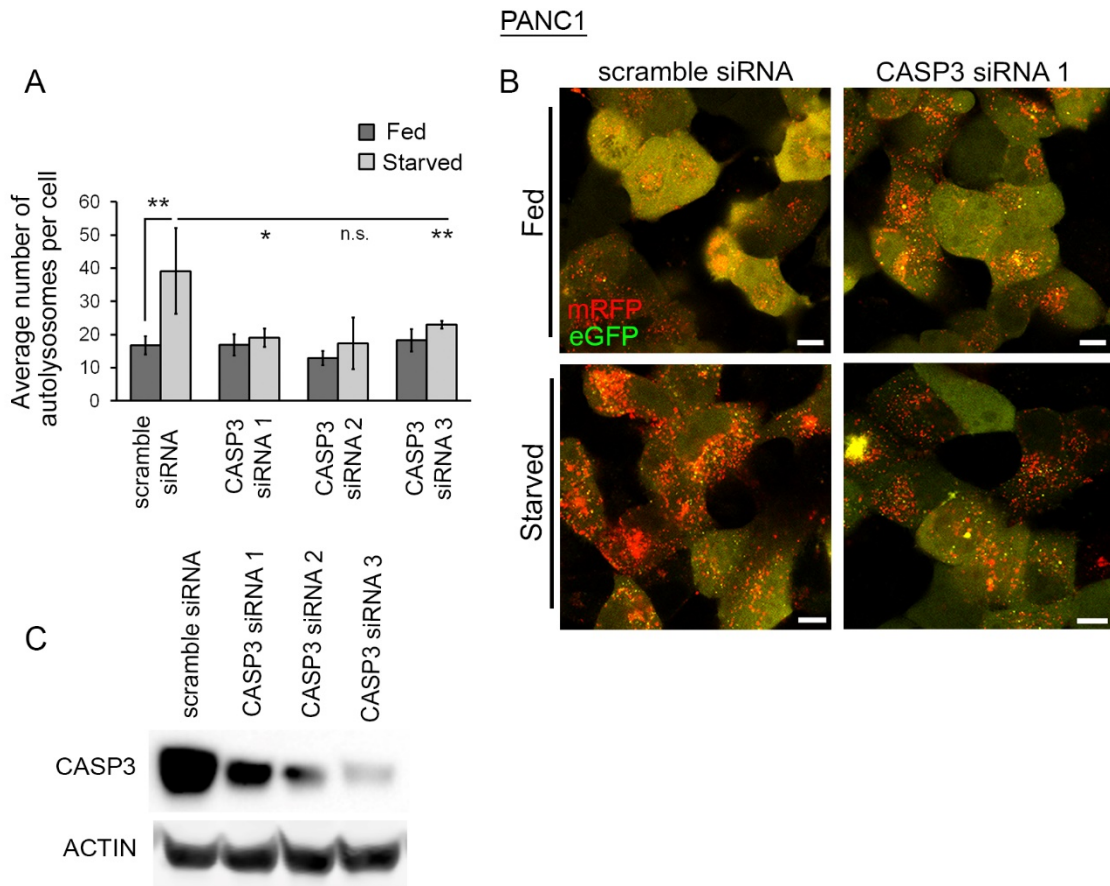 PANC1
A
Fed
Starved
Average number of
autolysosomes per cell
60
50
40
30
20
10
0
**
*
n.s.
**
scramble
siRNA
CASP3
siRNA 1
CASP3
siRNA 2
CASP3
siRNA 3
B
scramble siRNA
CASP3 siRNA 1
Fed
mRFP
eGFP
Starved
C
scramble siRNA
CASP3 siRNA 1
CASP3 siRNA 2
CASP3 siRNA 3
CASP3
ACTIN